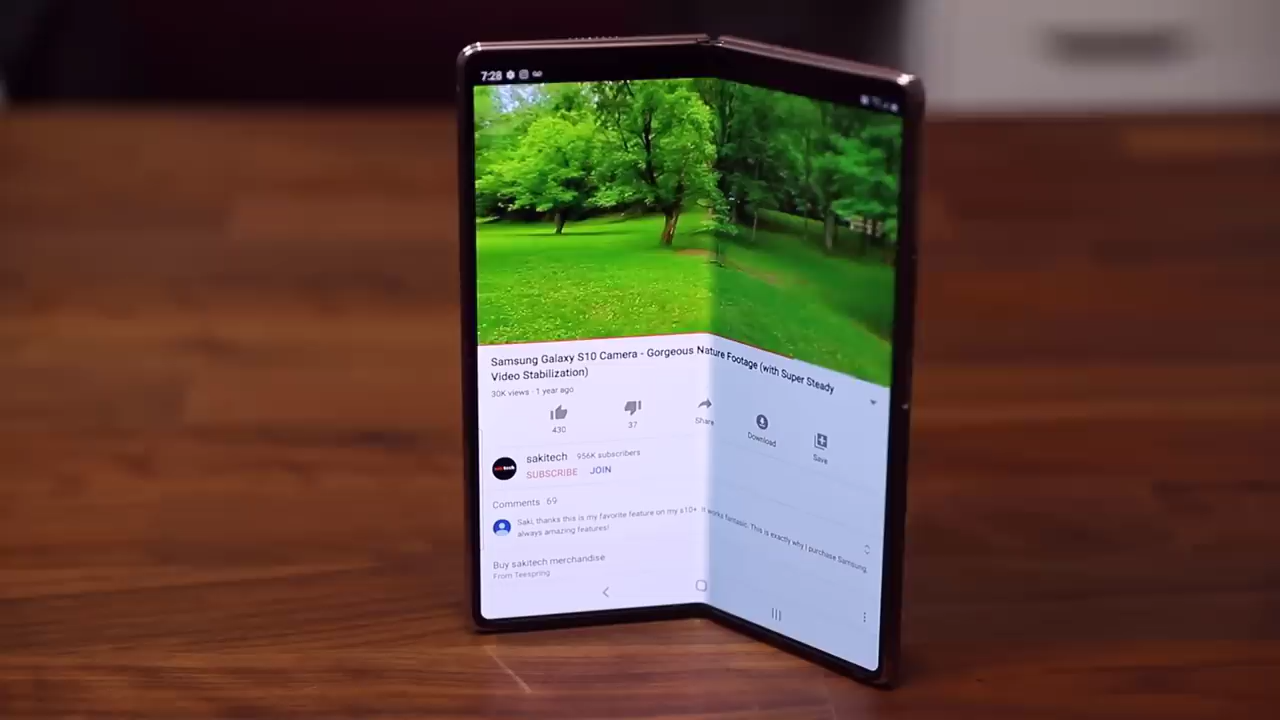 7:28
Samsung Galaxy S10 Camera - Gorgeous Nature Footage (with Super Steady
Video Stabilization)
30K views · 1 year ago
430
37
Share
Download
Save
sakitech 956K subscribers
SUBSCRIBE JOIN
Comments 69
Saki, thanks this is my favorite feature on my s10+. It works fantasic. This is exactly why I purchase Samsung,
always amazing features!
Buy sakitech merchandise
From Teespring